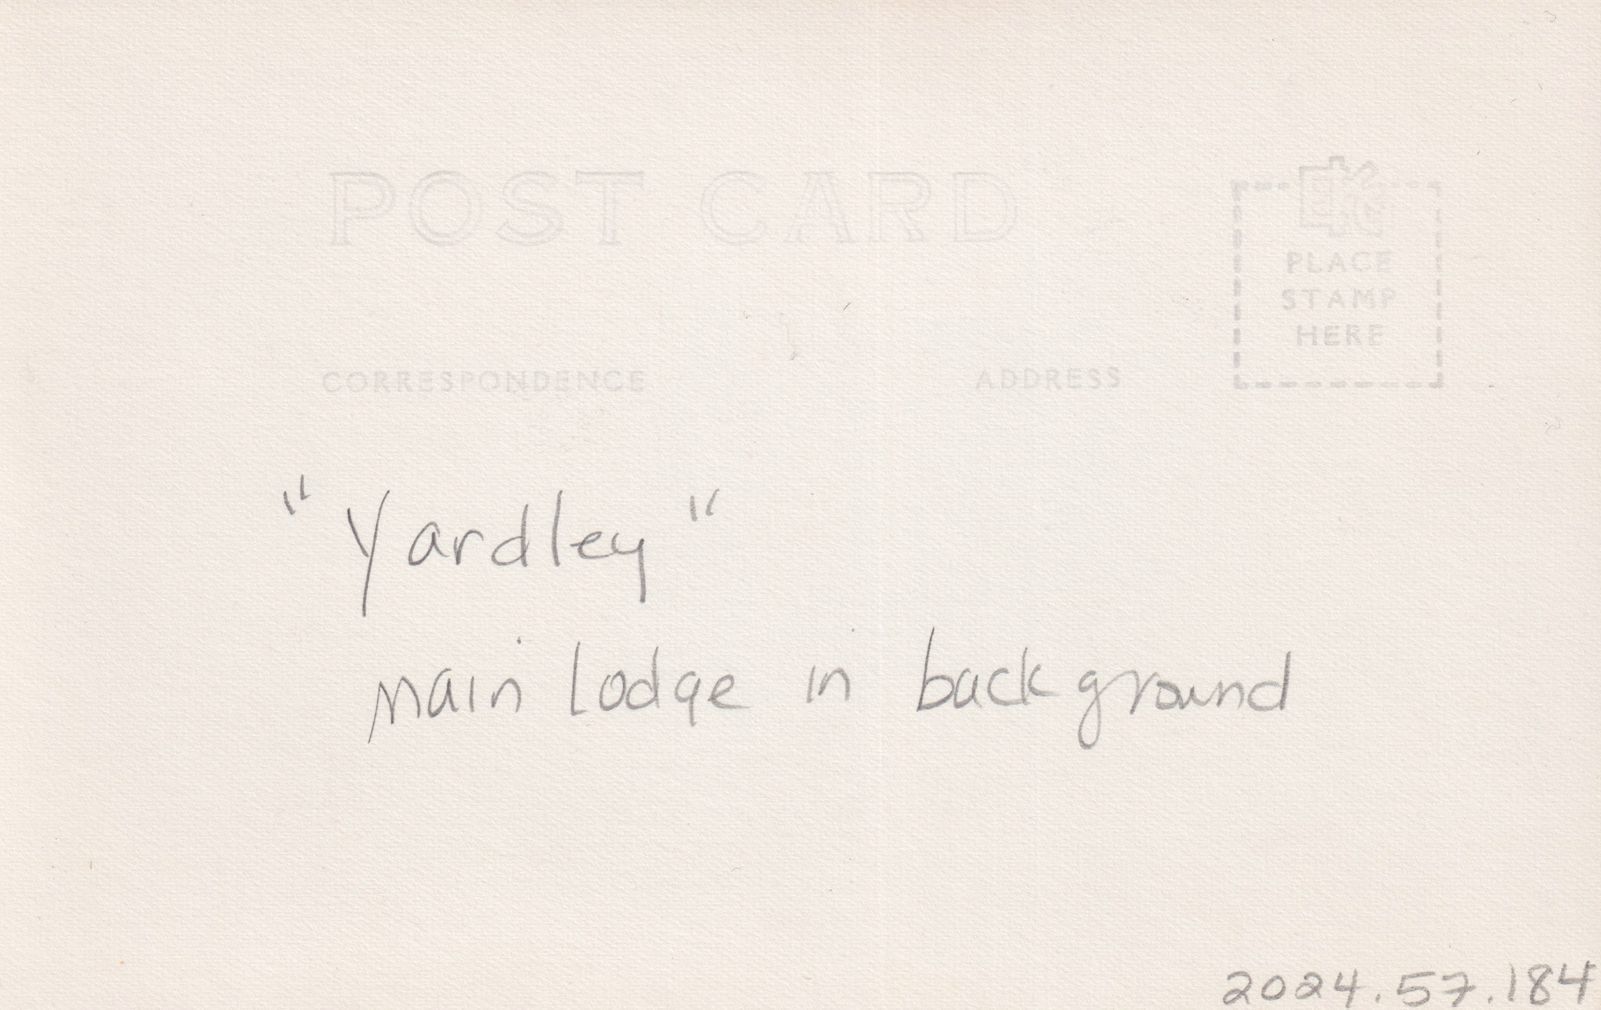 POST CARD
PLACE
STAMP
HERE
CORRESPONDENCE
ADDRESS
"Yardley"
main lodge in background
2024.57.184